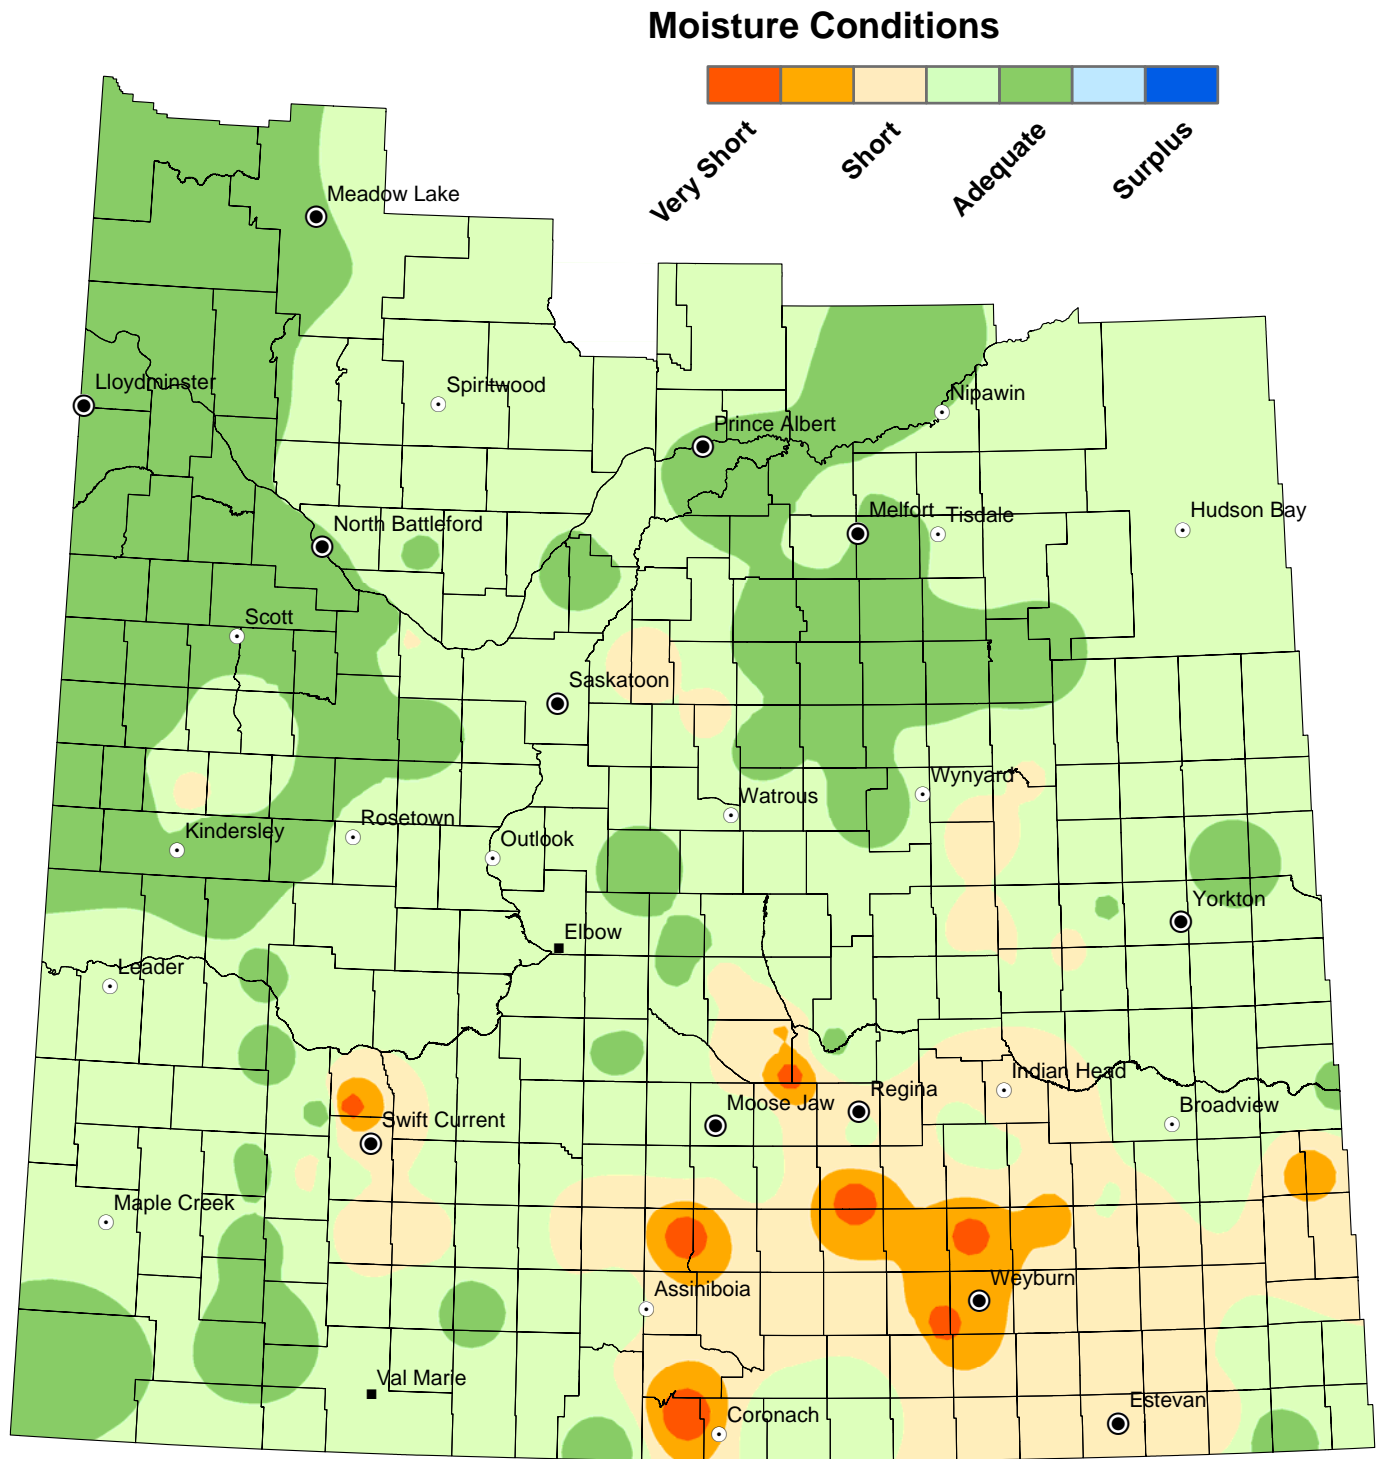 Moisture Conditions
Very Short
Short
Adequate
Surplus
Meadow Lake
Lloydminster
Spiritwood
Nipawin
Prince Albert
Melfort
Tisdale
Hudson Bay
North Battleford
Scott
Saskatoon
Wynyard
Watrous
Rosetown
Kindersley
Outlook
Yorkton
Elbow
Leader
Indian Head
Regina
Moose Jaw
Broadview
Swift Current
Maple Creek
Weyburn
Assiniboia
Val Marie
Estevan
Coronach